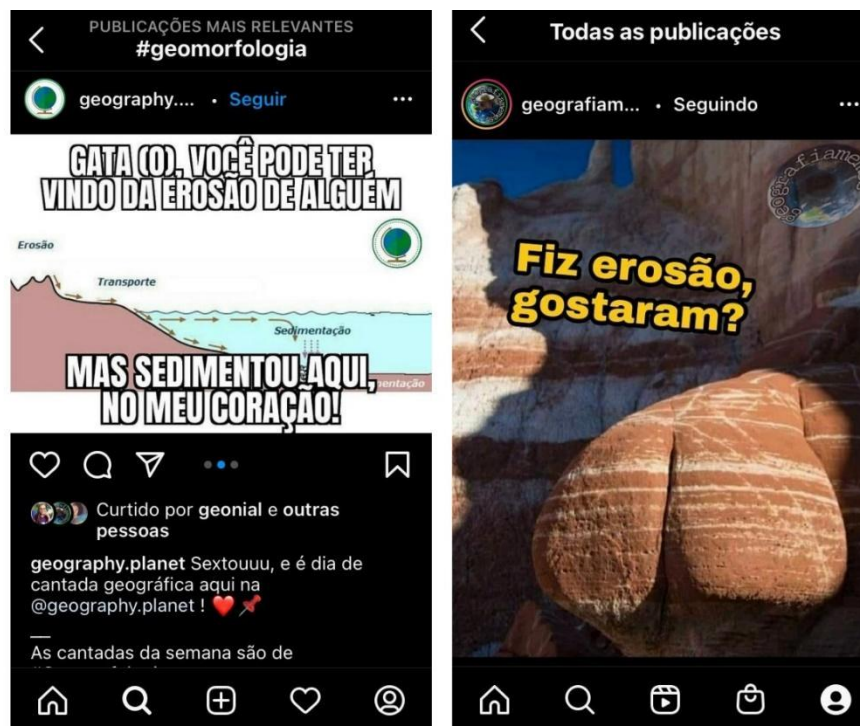 PUBLICAÇÕES MAIS RELEVANTES
#geomorfologia
geography.... • Seguir
GATA (O), VOCÊ PODE TER
VINDO DA EROSÃO DE ALGUÉM
Erosão
Transporte
Sedimentação
MAS SEDIMENTOU AQUI,
NO MEU CORAÇÃO!
Curtido por geonial e outras
pessoas
geography.planet Sextouuu, e é dia de
cantada geográfica aqui na
@geography.planet ! ❤️📌
—
As cantadas da semana são de
Todas as publicações
geografiam... • Seguindo
Fiz erosão,
gostaram?